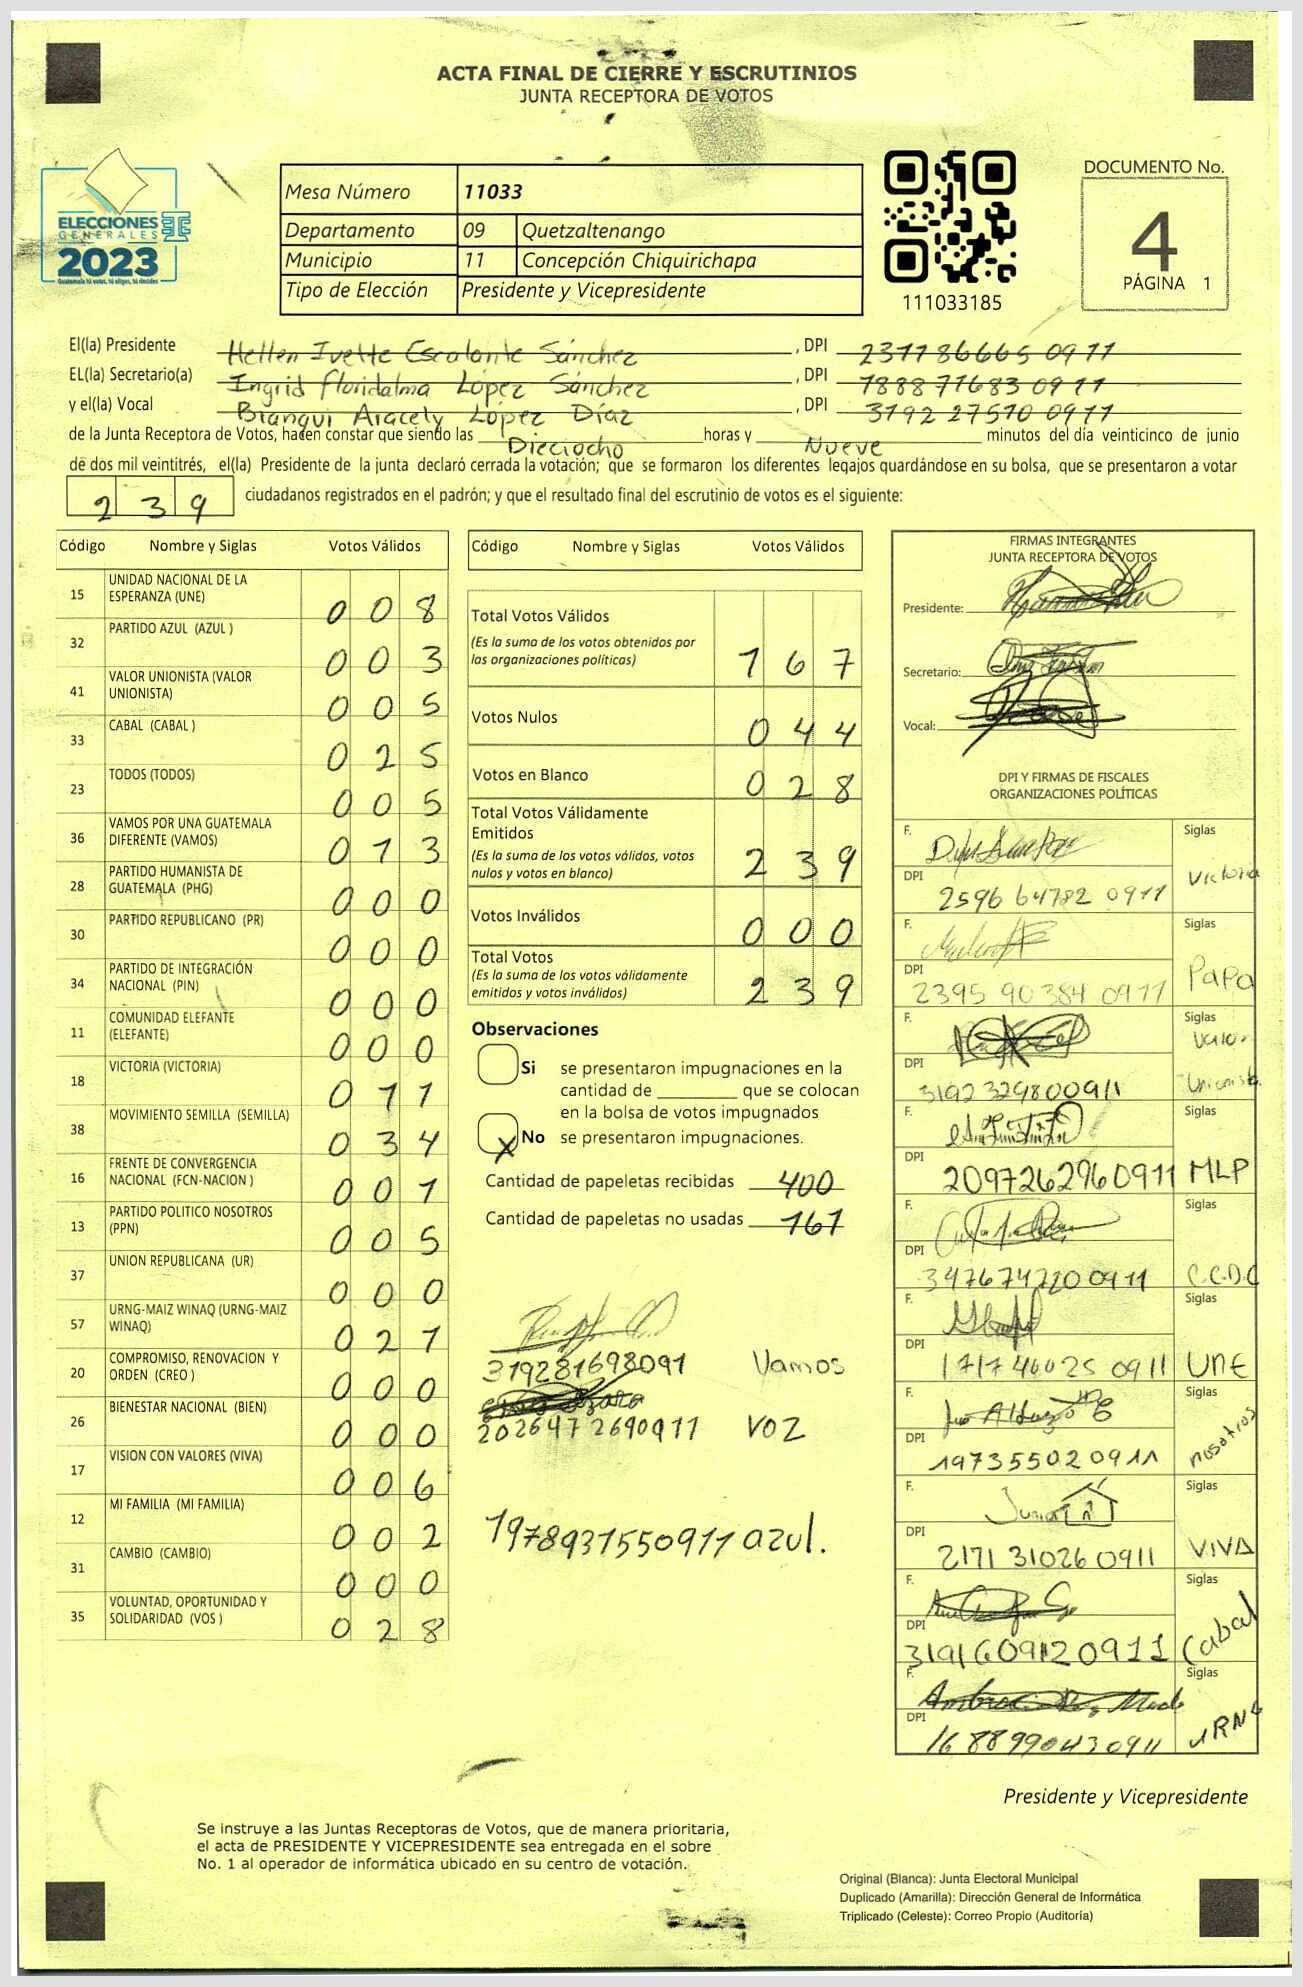 ACTA FINAL DE CIERRE Y ESCRUTINIOS
JUNTA RECEPTORA DE VOTOS
ELECCIONES
GENERALES
2023
Guatemala tú votas, tú eliges, tú decides
Mesa Número 11033
Departamento 09 Quetzaltenango
Municipio 11 Concepción Chiquirichapa
Tipo de Elección Presidente y Vicepresidente
111033185
DOCUMENTO No.
4
PÁGINA 1
El(la) Presidente Hellen Ivette Escalante Sánchez , DPI 231786665 0911
EL(la) Secretario(a) Ingrid Floridalma López Sánchez , DPI 7888 77683 0911
y el(la) Vocal Bianqui Aracely López Díaz , DPI 3192 27570 0911
de la Junta Receptora de Votos, hacen constar que siendo las Dieciocho horas y Nueve minutos del día veinticinco de junio
de dos mil veintitrés, el(la) Presidente de la junta declaró cerrada la votación; que se formaron los diferentes legajos quardándose en su bolsa, que se presentaron a votar
239 ciudadanos registrados en el padrón; y que el resultado final del escrutinio de votos es el siguiente:
Código Nombre y Siglas Votos Válidos
15 UNIDAD NACIONAL DE LA ESPERANZA (UNE) 008
32 PARTIDO AZUL (AZUL ) 003
41 VALOR UNIONISTA (VALOR UNIONISTA) 005
33 CABAL (CABAL ) 025
23 TODOS (TODOS) 005
36 VAMOS POR UNA GUATEMALA DIFERENTE (VAMOS) 013
28 PARTIDO HUMANISTA DE GUATEMALA (PHG) 000
30 PARTIDO REPUBLICANO (PR) 000
34 PARTIDO DE INTEGRACIÓN NACIONAL (PIN) 000
11 COMUNIDAD ELEFANTE (ELEFANTE) 000
18 VICTORIA (VICTORIA) 011
38 MOVIMIENTO SEMILLA (SEMILLA) 034
16 FRENTE DE CONVERGENCIA NACIONAL (FCN-NACION ) 001
13 PARTIDO POLITICO NOSOTROS (PPN) 005
37 UNION REPUBLICANA (UR) 000
57 URNG-MAIZ WINAQ (URNG-MAIZ WINAQ) 021
20 COMPROMISO, RENOVACION Y ORDEN (CREO ) 000
26 BIENESTAR NACIONAL (BIEN) 000
17 VISION CON VALORES (VIVA) 006
12 MI FAMILIA (MI FAMILIA) 002
31 CAMBIO (CAMBIO) 000
35 VOLUNTAD, OPORTUNIDAD Y SOLIDARIDAD (VOS ) 028
Código Nombre y Siglas Votos Válidos
Total Votos Válidos
(Es la suma de los votos obtenidos por
las organizaciones políticas) 167
Votos Nulos 044
Votos en Blanco 028
Total Votos Válidamente
Emitidos
(Es la suma de los votos válidos, votos
nulos y votos en blanco) 239
Votos Inválidos 000
Total Votos
(Es la suma de los votos válidamente
emitidos y votos inválidos) 239
Observaciones
Si se presentaron impugnaciones en la
cantidad de ________ que se colocan
en la bolsa de votos impugnados
X No se presentaron impugnaciones.
Cantidad de papeletas recibidas 400
Cantidad de papeletas no usadas 161
319281693091 Vamos
202647 2690911 VOZ
1978931550911 azul.
FIRMAS INTEGRANTES
JUNTA RECEPTORA DE VOTOS
Presidente:
Secretario:
Vocal:
DPI Y FIRMAS DE FISCALES
ORGANIZACIONES POLÍTICAS
F. Siglas
DPI 2596 64782 0911 Victoria
F. Siglas
DPI 2395 90384 0911 Papa
F. Siglas
DPI 3192329800911 Valor Unionista
F. Siglas
DPI 2097262960911 MLP
F. Siglas
DPI 3476747200911 C.C.D.C
F. Siglas
DPI 1717 46025 0911 UNE
F. Siglas
DPI 197355020911 nosotros
F. Siglas
DPI 2171 31026 0911 VIVA
F. Siglas
DPI 3191609120911 Cabal
F. Siglas
DPI 1688990430911 URNG
Presidente y Vicepresidente
Se instruye a las Juntas Receptoras de Votos, que de manera prioritaria,
el acta de PRESIDENTE Y VICEPRESIDENTE sea entregada en el sobre
No. 1 al operador de informática ubicado en su centro de votación.
Original (Blanca): Junta Electoral Municipal
Duplicado (Amarilla): Dirección General de Informática
Triplicado (Celeste): Correo Propio (Auditoría)